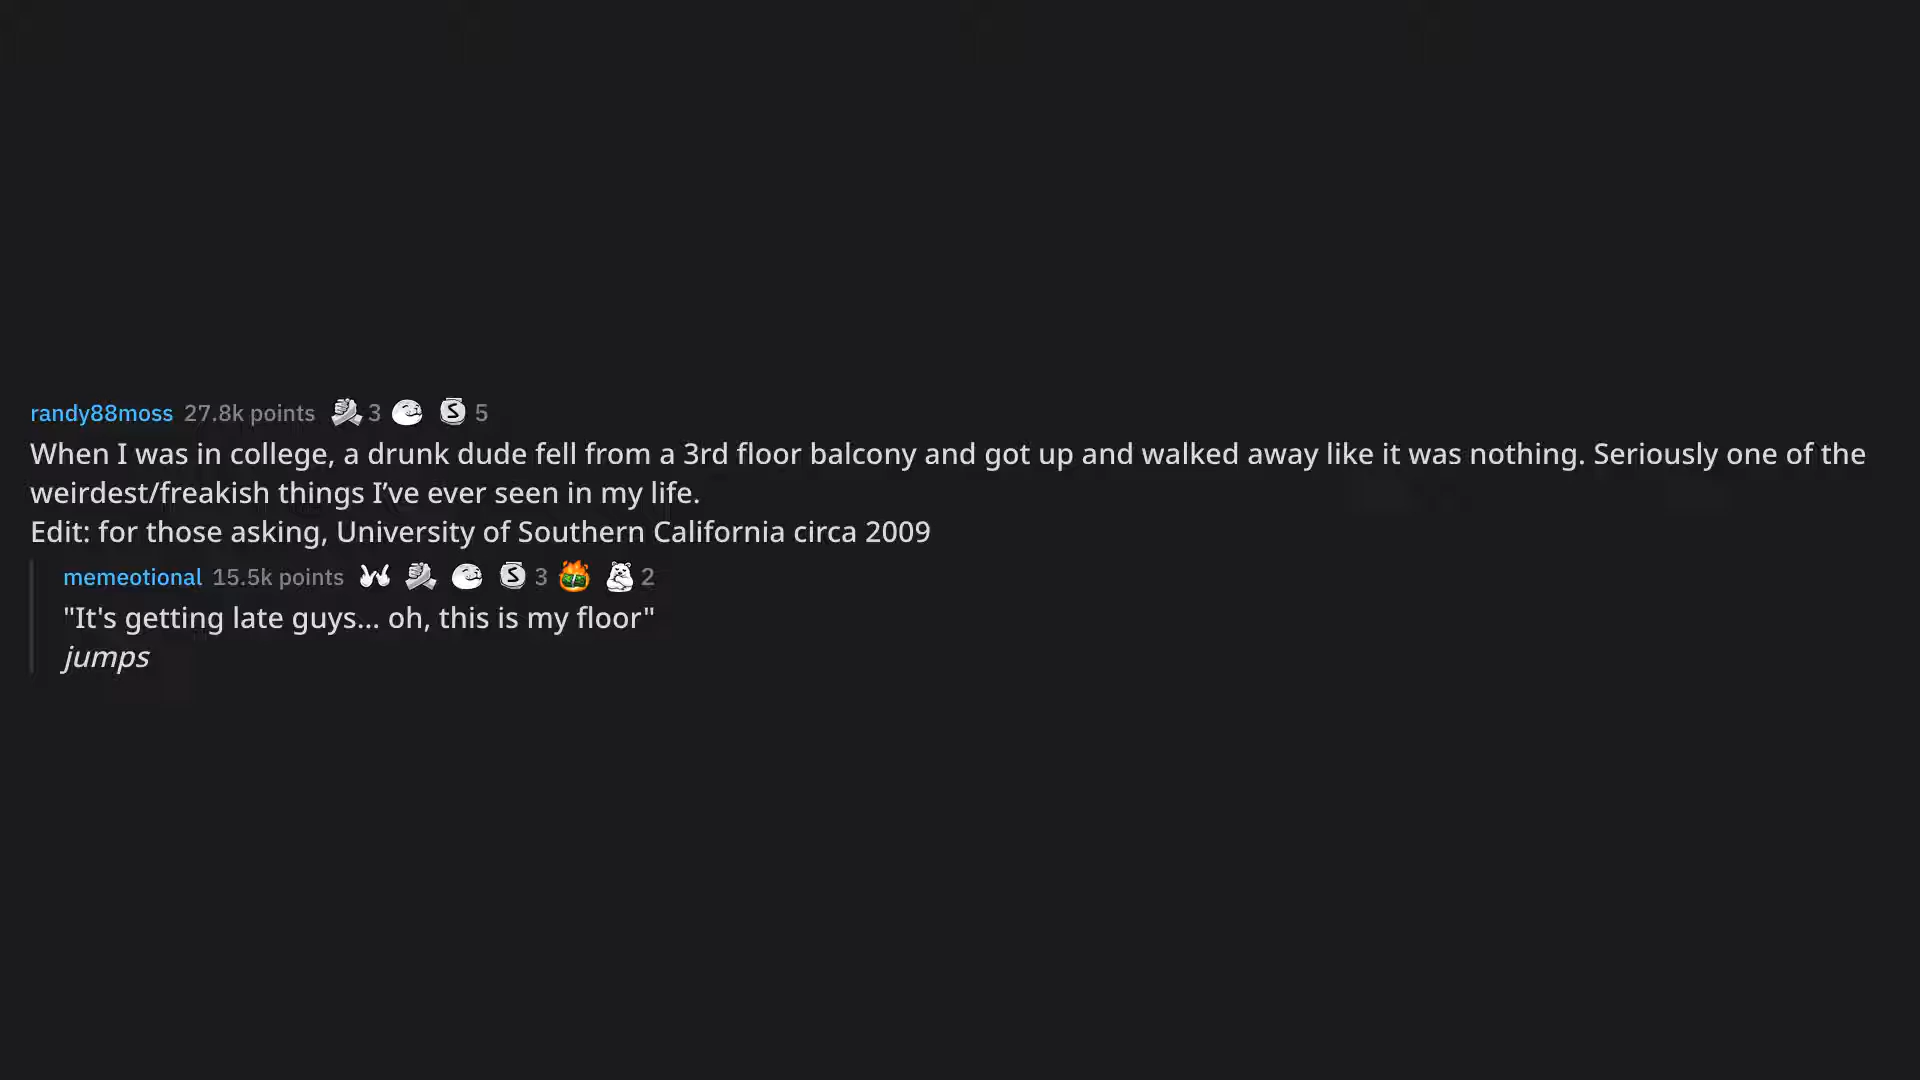 randy88moss 27.8k points 3 5
When I was in college, a drunk dude fell from a 3rd floor balcony and got up and walked away like it was nothing. Seriously one of the
weirdest/freakish things I’ve ever seen in my life.
Edit: for those asking, University of Southern California circa 2009
memeotional 15.5k points 3 2
"It's getting late guys... oh, this is my floor"
jumps